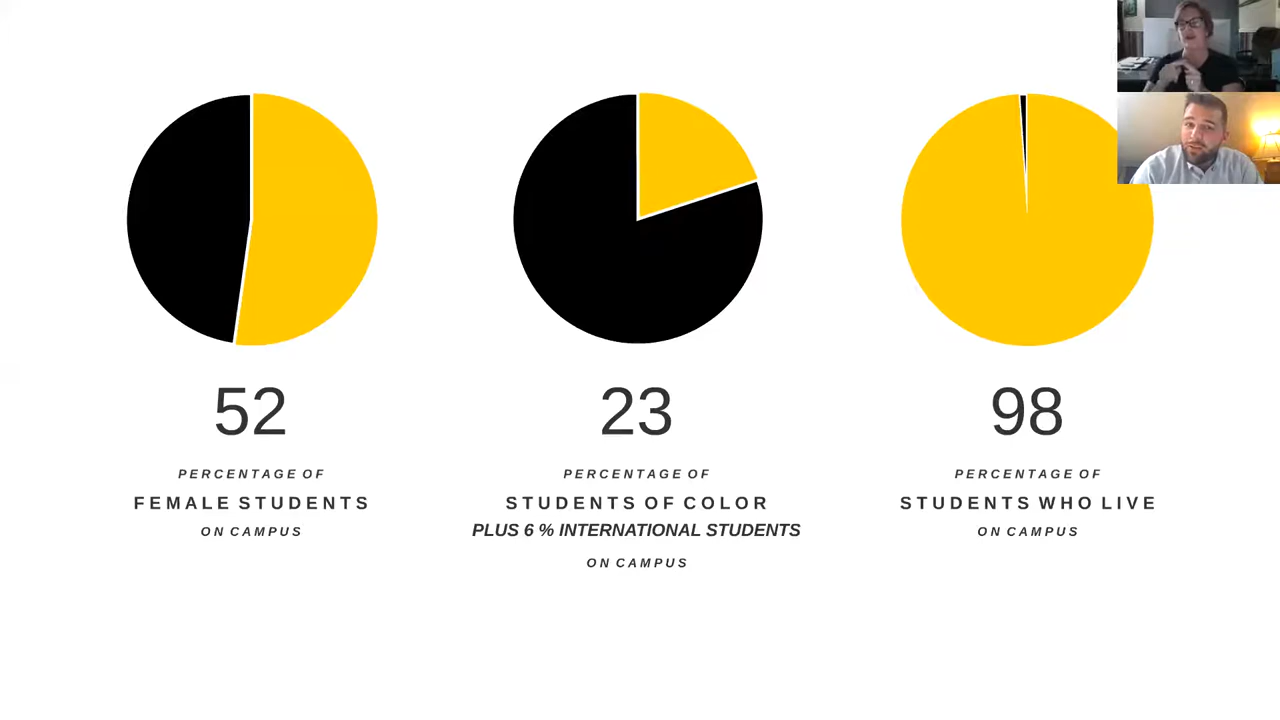 52
PERCENTAGE OF
FEMALE STUDENTS
ON CAMPUS
23
PERCENTAGE OF
STUDENTS OF COLOR
PLUS 6 % INTERNATIONAL STUDENTS
ON CAMPUS
98
PERCENTAGE OF
STUDENTS WHO LIVE
ON CAMPUS